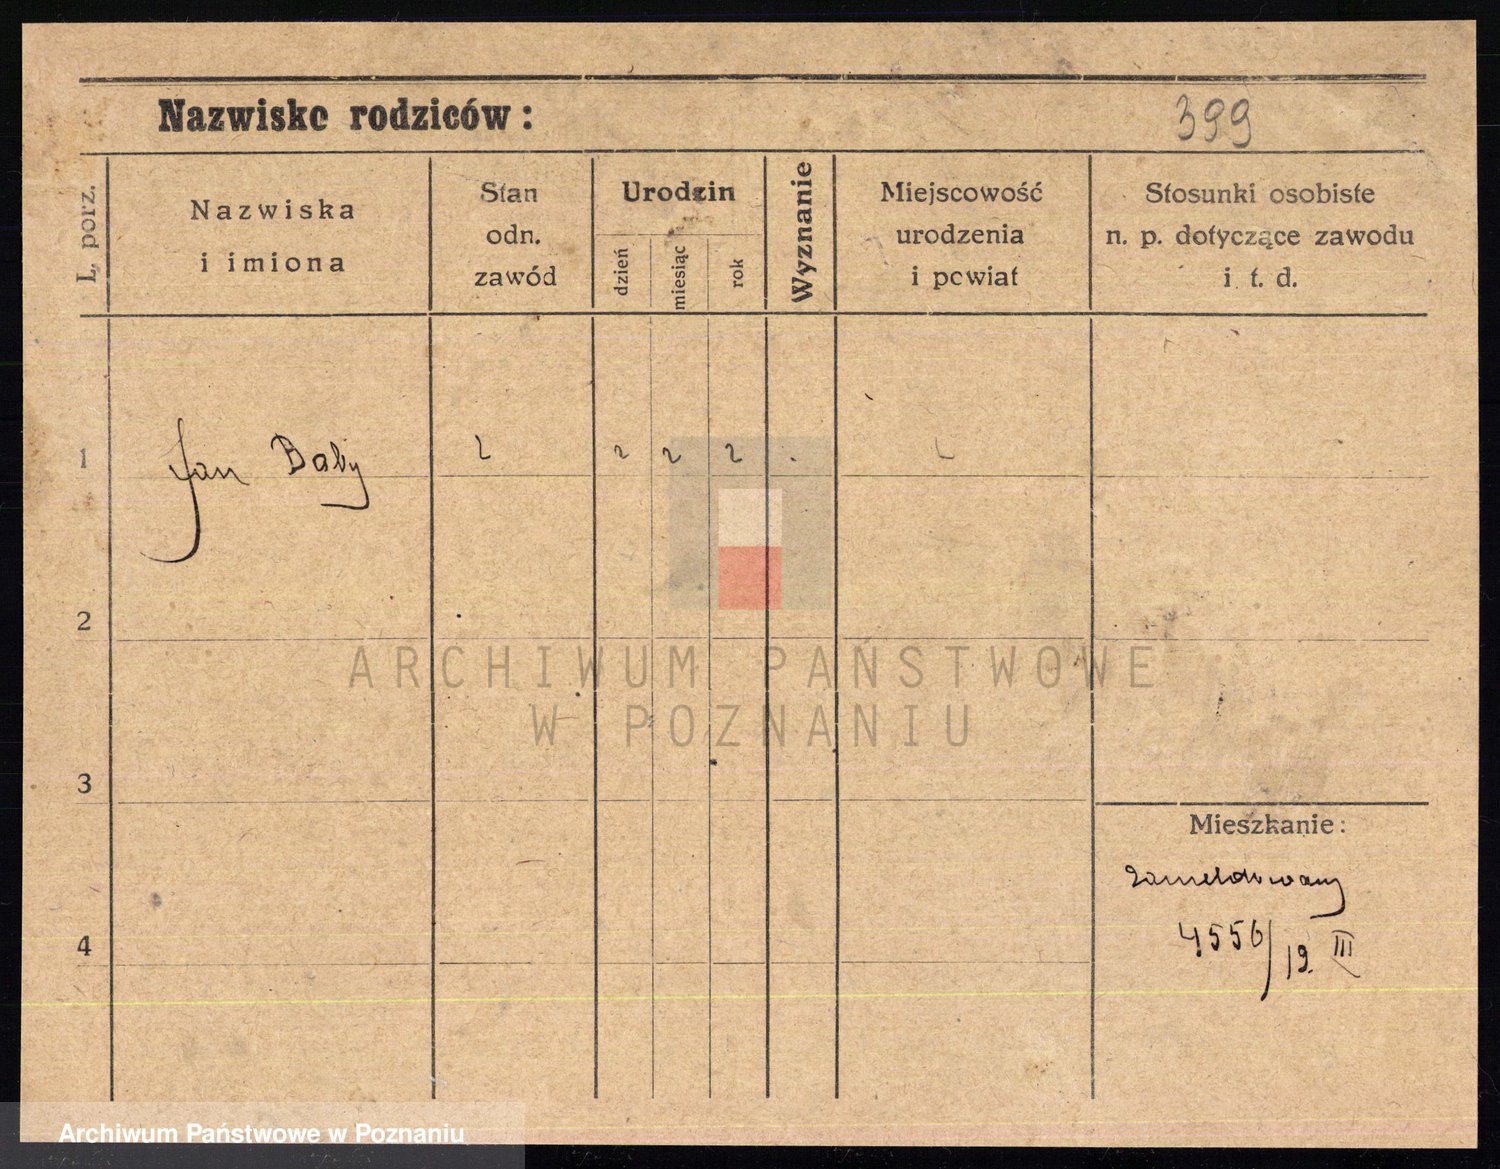 Nazwisko rodziców:
399
L. porz.
Nazwiska
i imiona
Stan
odn.
zawód
Urodzin
dzień
miesiąc
rok
Wyznanie
Miejscowość
urodzenia
i powiat
Stosunki osobiste
n. p. dotyczące zawodu
i t. d.
1
Jan Baby
2
3
4
Mieszkanie:
zameldowany
4556/19. III
ARCHIWUM PAŃSTWOWE
W POZNANIU
Archiwum Państwowe w Poznaniu